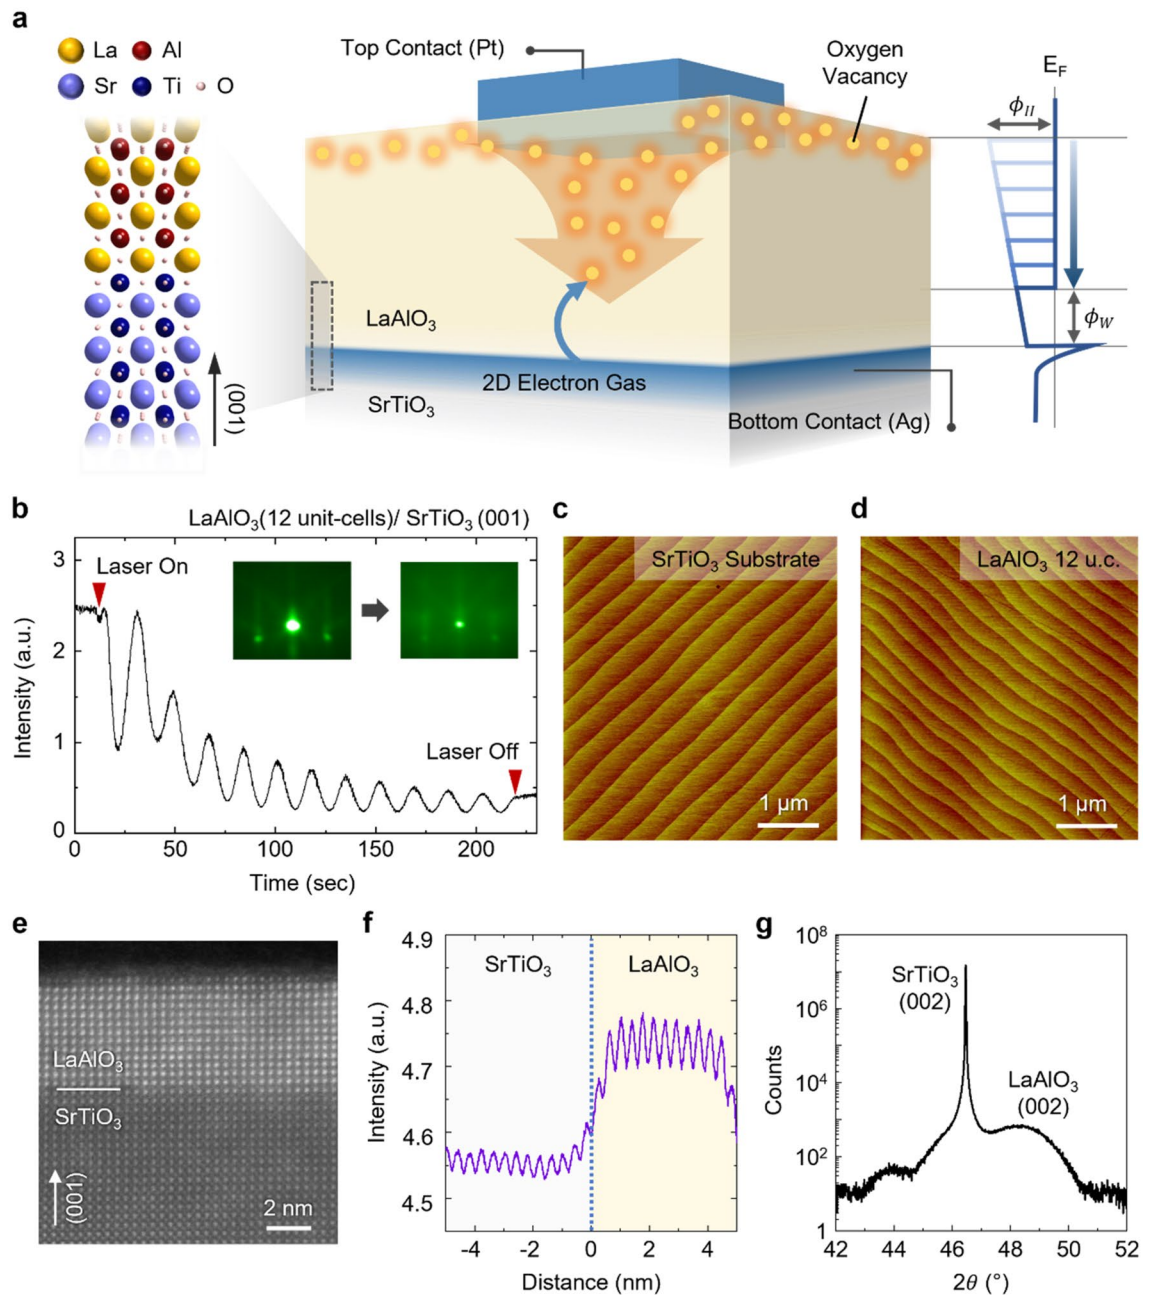 a
La Al
Sr Ti O
(001)
Top Contact (Pt)
Oxygen
Vacancy
LaAlO₃
2D Electron Gas
SrTiO₃
Bottom Contact (Ag)
E_F
ϕ_II
ϕ_W
b
LaAlO₃(12 unit-cells)/ SrTiO₃ (001)
Laser On
Laser Off
Intensity (a.u.)
3
2
1
0
0 50 100 150 200
Time (sec)
c
SrTiO₃ Substrate
1 μm
d
LaAlO₃ 12 u.c.
1 μm
e
LaAlO₃
SrTiO₃
(001)
2 nm
f
SrTiO₃ LaAlO₃
Intensity (a.u.)
4.9
4.8
4.7
4.6
4.5
-4 -2 0 2 4
Distance (nm)
g
SrTiO₃
(002)
LaAlO₃
(002)
Counts
10⁸
10⁶
10⁴
10²
1
42 44 46 48 50 52
2θ (°)